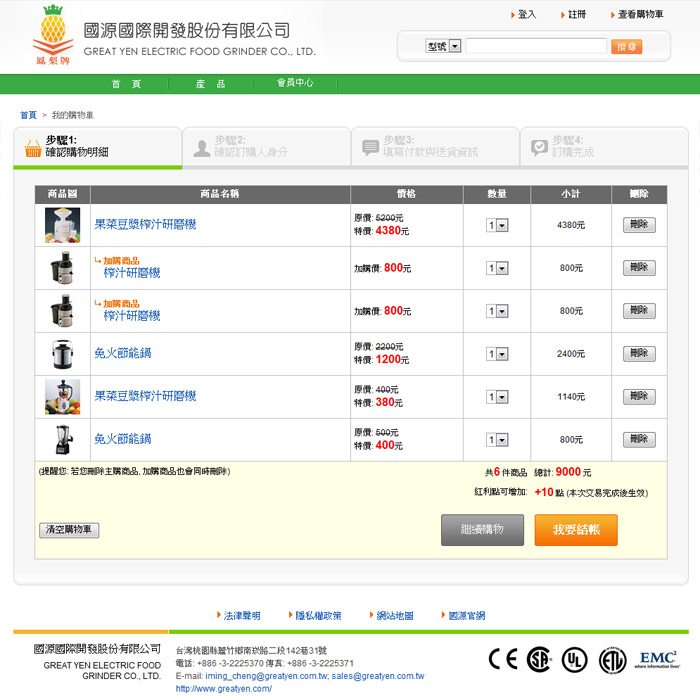 鳳梨牌
國源國際開發股份有限公司
GREAT YEN ELECTRIC FOOD GRINDER CO., LTD.
登入 註冊 查看購物車
型號 搜尋
首 頁 產 品 會員中心
首頁 > 我的購物車
步驟1:
確認購物明細
步驟2:
確認訂購人身分
步驟3:
填寫付款與送貨資訊
步驟4:
訂購完成
商品圖 商品名稱 價格 數量 小計 刪除
果菜豆漿榨汁研磨機 原價: 5200元 特價: 4380元 1 4380元 刪除
加購商品
榨汁研磨機 加購價: 800元 1 800元 刪除
加購商品
榨汁研磨機 加購價: 800元 1 800元 刪除
免火節能鍋 原價: 2200元 特價: 1200元 1 2400元 刪除
果菜豆漿榨汁研磨機 原價: 400元 特價: 380元 1 1140元 刪除
免火節能鍋 原價: 500元 特價: 400元 1 800元 刪除
(提醒您: 若您刪除主購商品, 加購商品也會同時刪除)
共6件商品 總計: 9000 元
紅利點可增加: +10 點 (本次交易完成後生效)
清空購物車 繼續購物 我要結帳
法律聲明 隱私權政策 網站地圖 國源官網
國源國際開發股份有限公司
GREAT YEN ELECTRIC FOOD
GRINDER CO., LTD.
台灣桃園縣蘆竹鄉南崁路二段142巷31號
電話: +886 -3-2225370 傳真: +886 -3-2225371
E-mail: iming_cheng@greatyen.com.tw; sales@greatyen.com.tw
http://www.greatyen.com/
CE SA UL ETL EMC²
where information lives